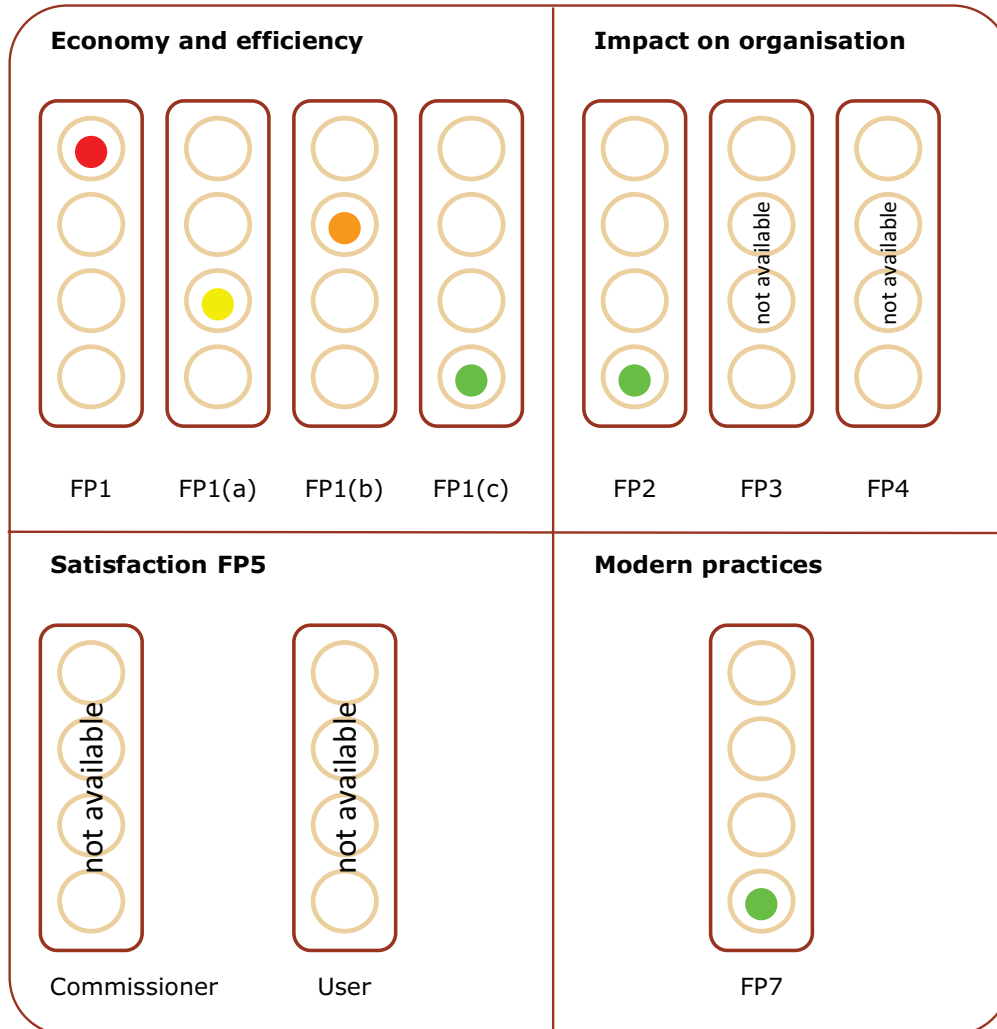 Economy and efficiency
Impact on organisation
not available
not available
FP1
FP1(a)
FP1(b)
FP1(c)
FP2
FP3
FP4
Satisfaction FP5
Modern practices
not available
not available
Commissioner
User
FP7